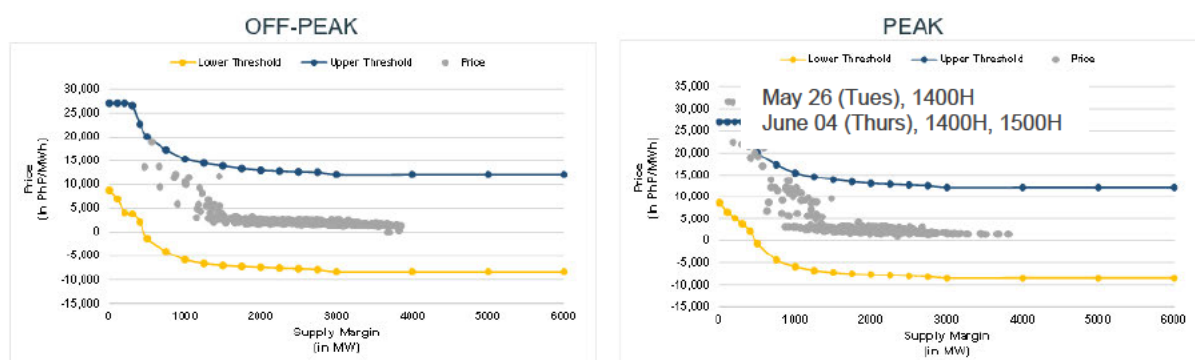 OFF-PEAK
Lower Threshold Upper Threshold Price
30,000
25,000
20,000
15,000
10,000
5,000
0
-5,000
-10,000
-15,000
Price
(in PhP/MWh)
0 1000 2000 3000 4000 5000 6000
Supply Margin
(in MW)
PEAK
Lower Threshold Upper Threshold Price
35,000
30,000
25,000
20,000
15,000
10,000
5,000
0
-5,000
-10,000
-15,000
Price
(in PhP/MWh)
May 26 (Tues), 1400H
June 04 (Thurs), 1400H, 1500H
0 1000 2000 3000 4000 5000 6000
Supply Margin
(in MW)